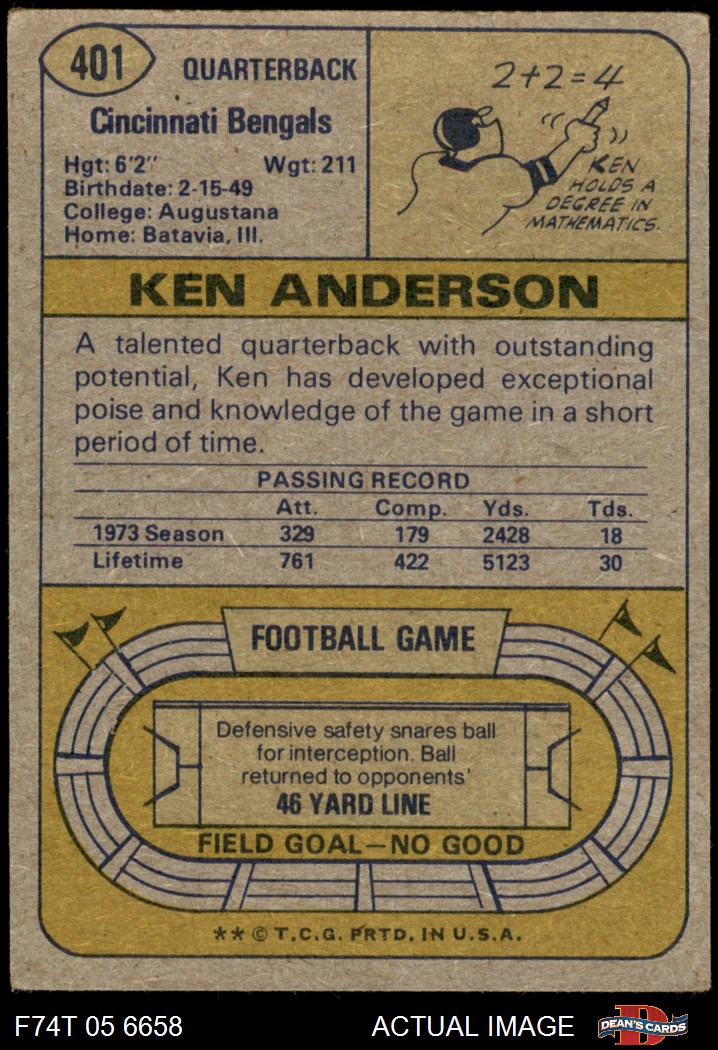 401
QUARTERBACK
Cincinnati Bengals
Hgt: 6'2" Wgt: 211
Birthdate: 2-15-49
College: Augustana
Home: Batavia, Ill.
2+2=4
KEN
HOLDS A
DEGREE IN
MATHEMATICS.
KEN ANDERSON
A talented quarterback with outstanding
potential, Ken has developed exceptional
poise and knowledge of the game in a short
period of time.
PASSING RECORD
Att. Comp. Yds. Tds.
1973 Season 329 179 2428 18
Lifetime 761 422 5123 30
FOOTBALL GAME
Defensive safety snares ball
for interception. Ball
returned to opponents'
46 YARD LINE
FIELD GOAL—NO GOOD
** © T.C.G. PRTD. IN U.S.A.
F74T 05 6658 ACTUAL IMAGE
D
DEAN'S CARDS